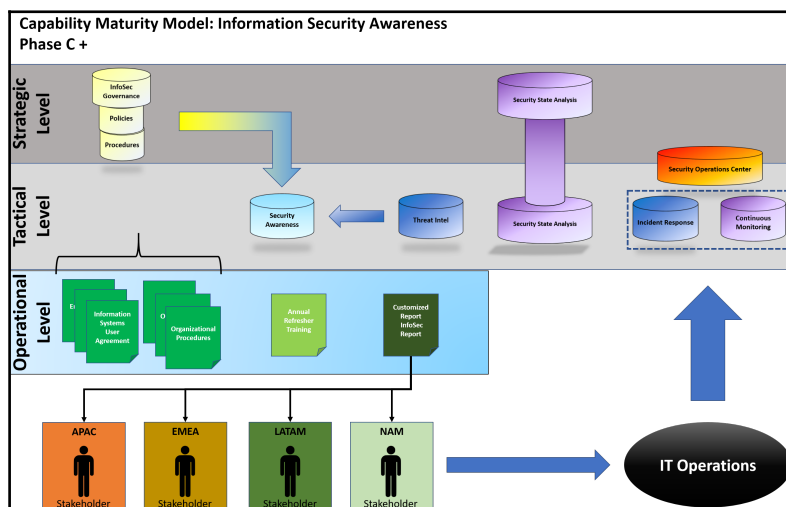 Capability Maturity Model: Information Security Awareness
Phase C +
Strategic
Level
InfoSec
Governance
Policies
Procedures
Security State Analysis
Security Operations Center
Tactical
Level
Security
Awareness
Threat Intel
Security State Analysis
Incident Response
Continuous
Monitoring
Operational
Level
Information
Systems
User
Agreement
Organizational
Procedures
Annual
Refresher
Training
Customized
Report
InfoSec
Report
APAC
EMEA
LATAM
NAM
Stakeholder
Stakeholder
Stakeholder
Stakeholder
IT Operations